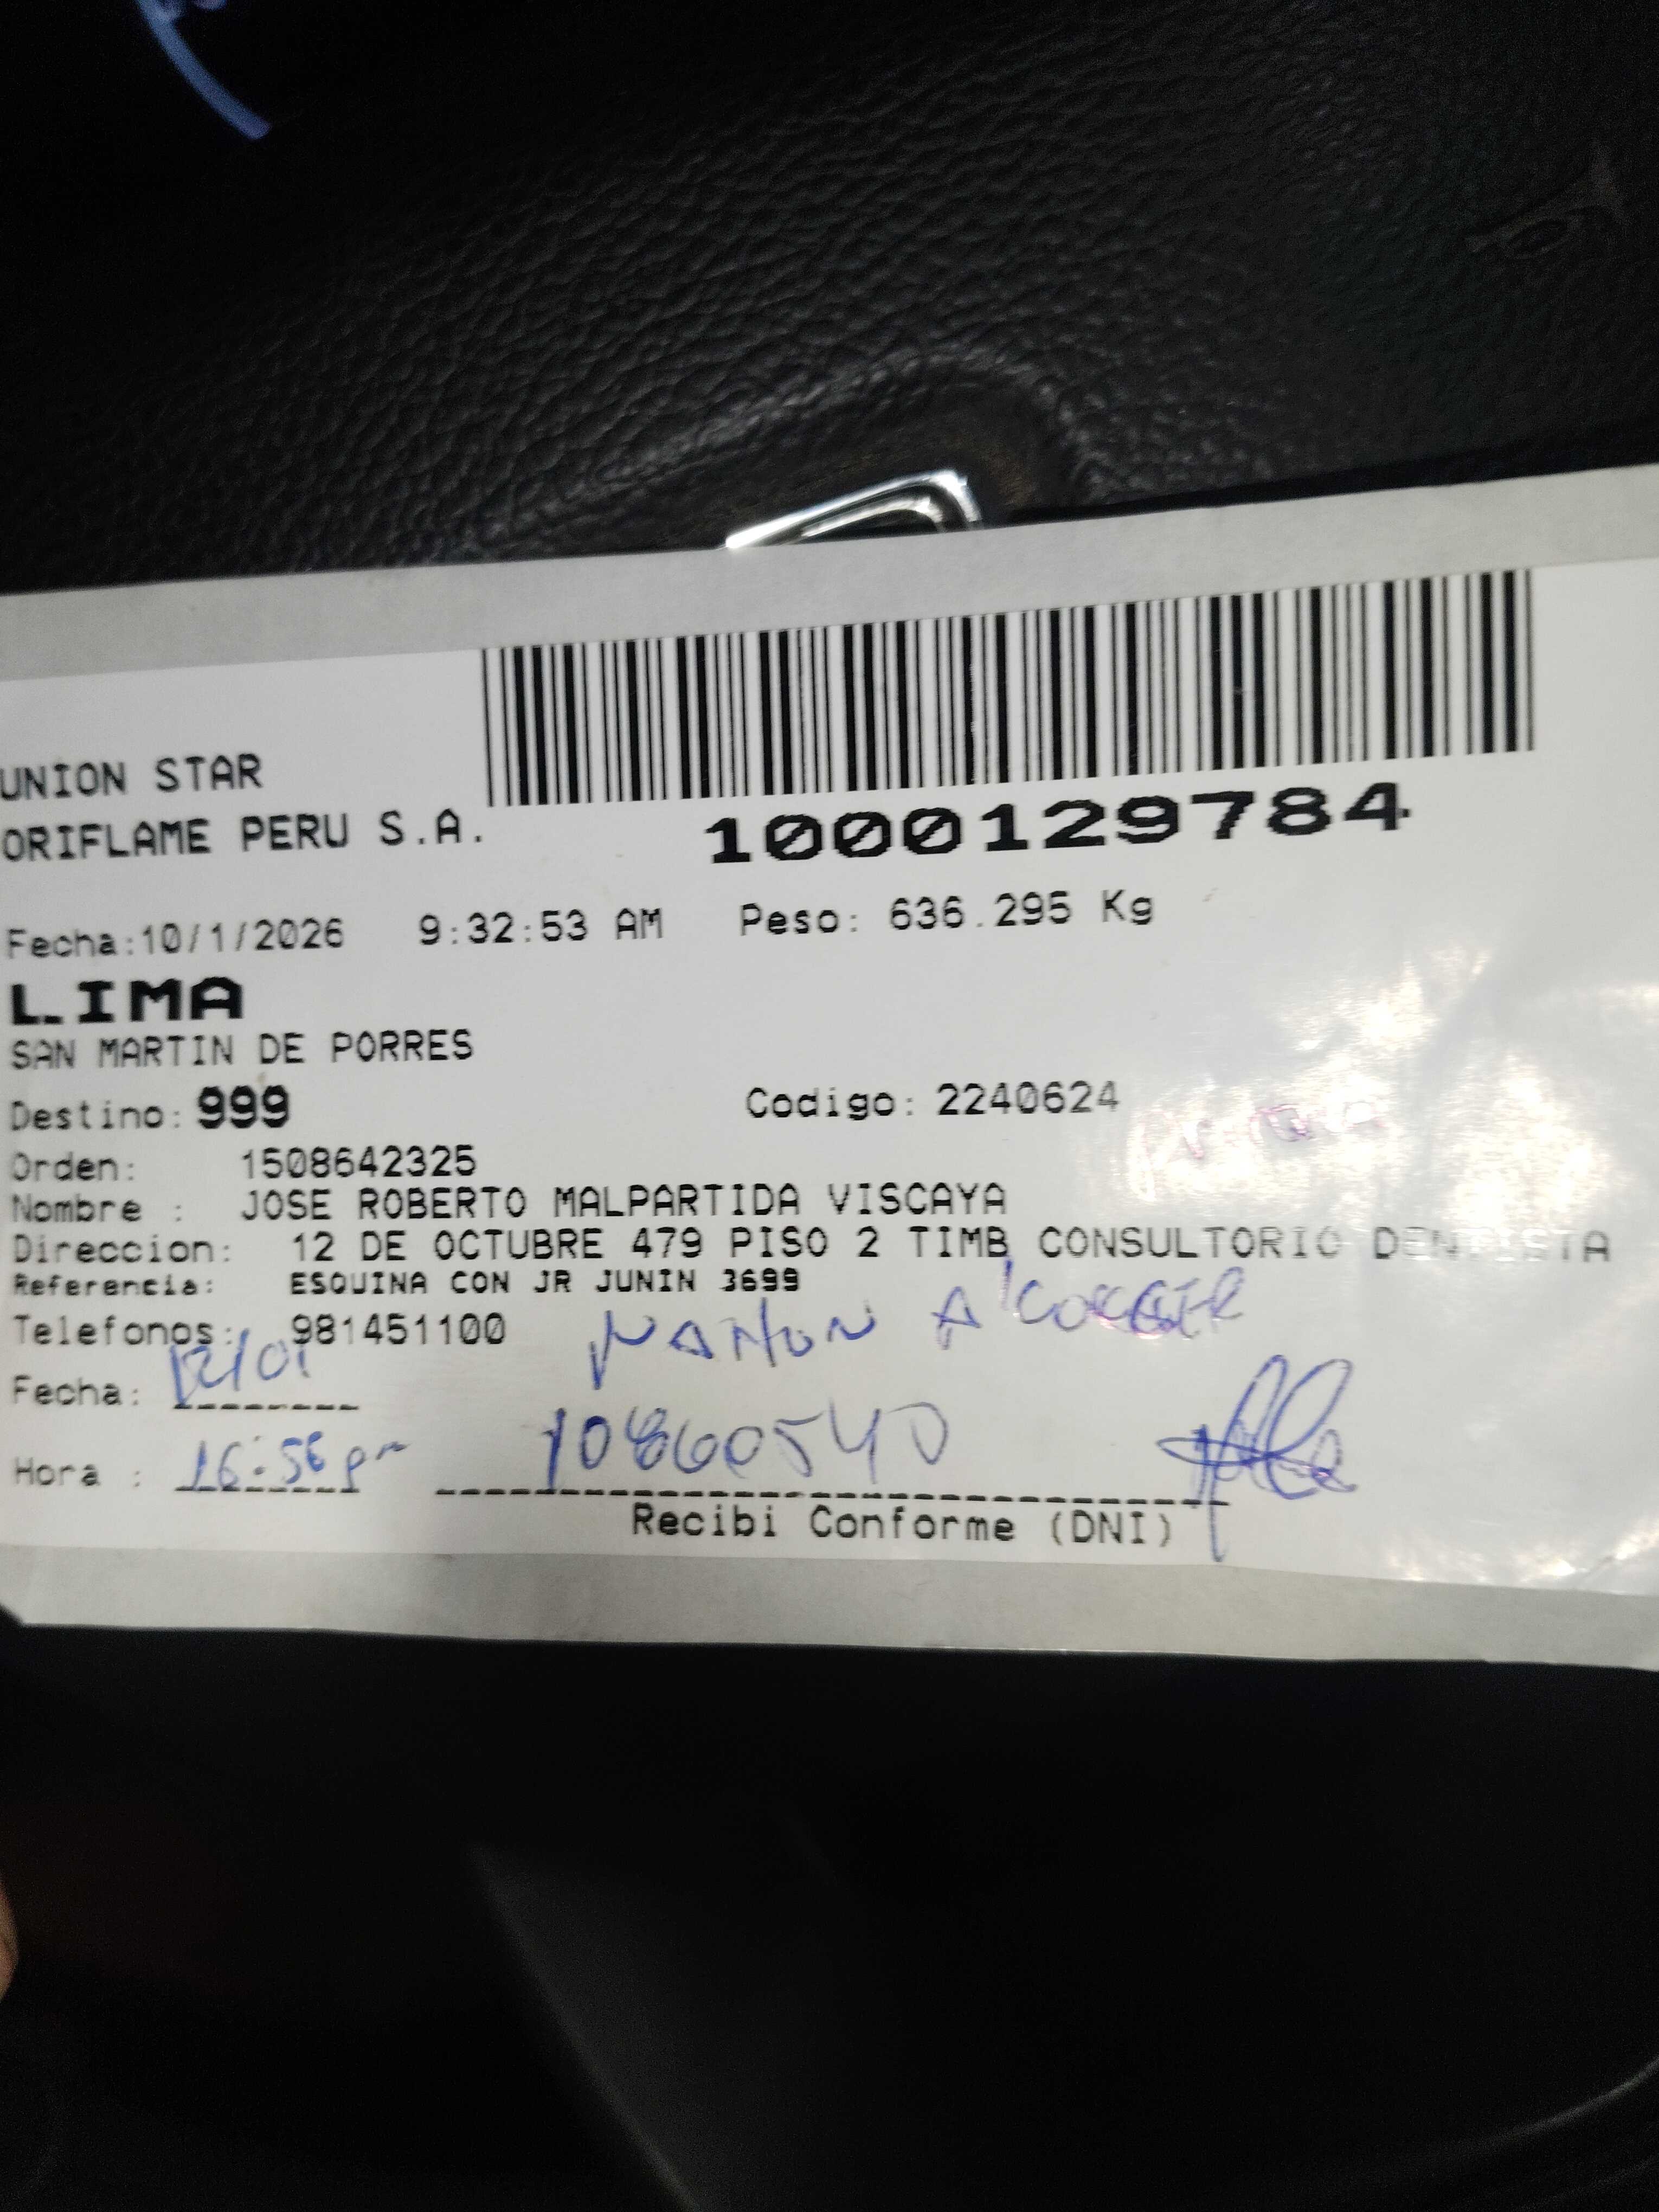 UNION STAR
ORIFLAME PERU S.A.
1000129784
Fecha:10/1/2026 9:32:53 AM Peso: 636.295 Kg
LIMA
SAN MARTIN DE PORRES
Destino: 999 Codigo: 2240624
Orden: 1508642325
Nombre : JOSE ROBERTO MALPARTIDA VISCAYA
Direccion: 12 DE OCTUBRE 479 PISO 2 TIMB CONSULTORIO DENTISTA
Referencia: ESQUINA CON JR JUNIN 3699
Telefonos: 981451100
Fecha: 12/01
Hora : 16:56 pm 10860540
Recibi Conforme (DNI)